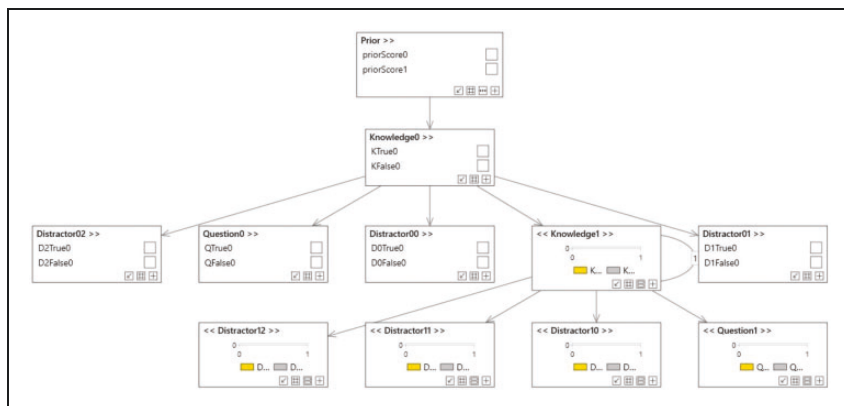 Prior >>
priorScore0
priorScore1
Knowledge0 >>
KTrue0
KFalse0
Distractor02 >>
D2True0
D2False0
Question0 >>
QTrue0
QFalse0
Distractor00 >>
D0True0
D0False0
<< Knowledge1 >>
0
0 1
K... K...
1
Distractor01 >>
D1True0
D1False0
<< Distractor12 >>
0
0 1
D... D...
<< Distractor11 >>
0
0 1
D... D...
<< Distractor10 >>
0
0 1
D... D...
<< Question1 >>
0
0 1
Q... Q...